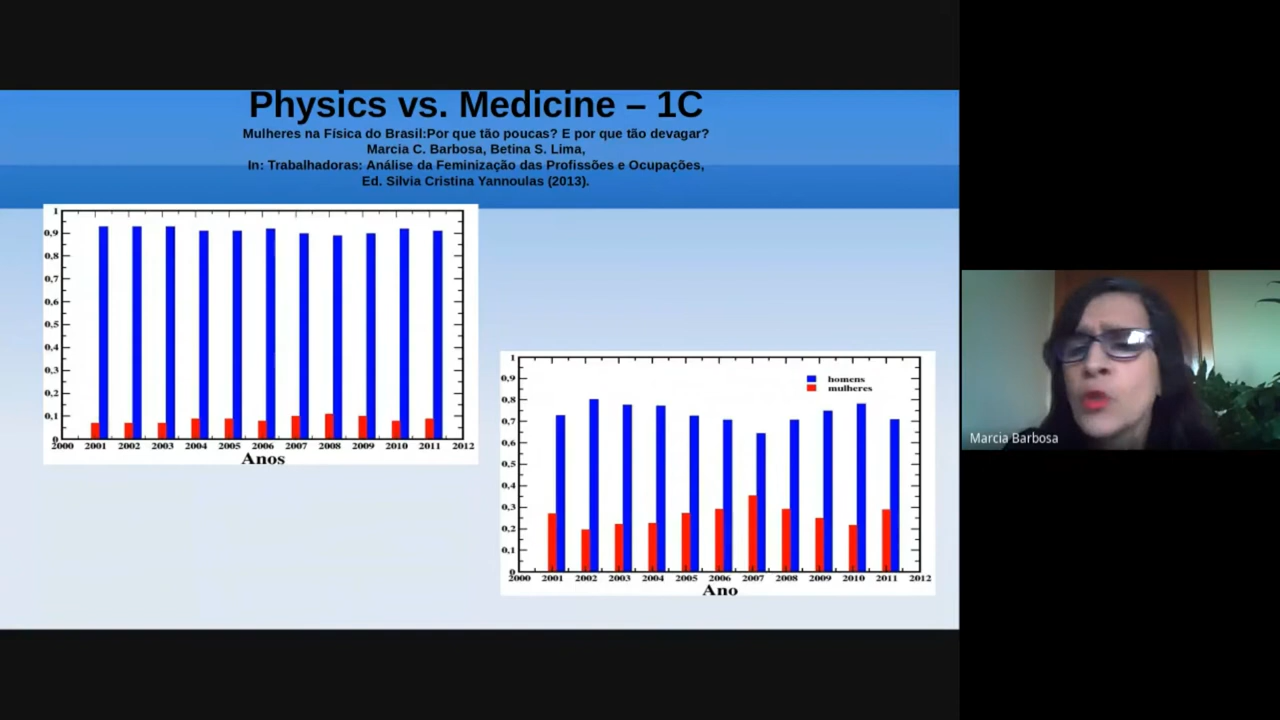 Physics vs. Medicine – 1C
Mulheres na Física do Brasil:Por que tão poucas? E por que tão devagar?
Marcia C. Barbosa, Betina S. Lima,
In: Trabalhadoras: Análise da Feminização das Profissões e Ocupações,
Ed. Silvia Cristina Yannoulas (2013).
1
0,9
0,8
0,7
0,6
0,5
0,4
0,3
0,2
0,1
0
2000 2001 2002 2003 2004 2005 2006 2007 2008 2009 2010 2011 2012
Anos
1
0,9
0,8
0,7
0,6
0,5
0,4
0,3
0,2
0,1
0
homens
mulheres
2000 2001 2002 2003 2004 2005 2006 2007 2008 2009 2010 2011 2012
Ano
Marcia Barbosa